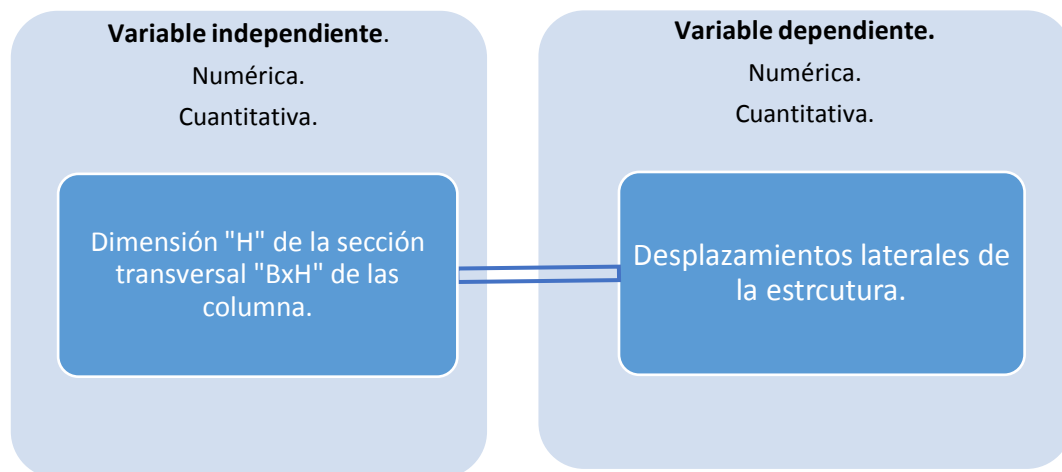 Variable independiente.
Numérica.
Cuantitativa.
Dimensión "H" de la sección
transversal "BxH" de las
columna.
Variable dependiente.
Numérica.
Cuantitativa.
Desplazamientos laterales de
la estrcutura.